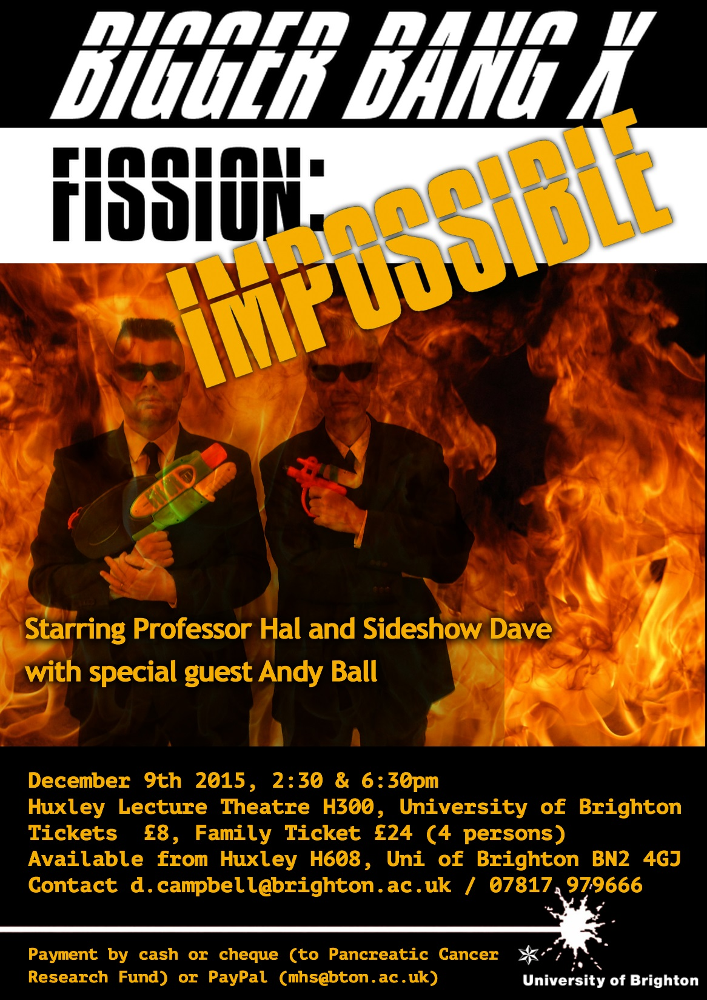 BIGGER BANG X
FISSION:
IMPOSSIBLE
Starring Professor Hal and Sideshow Dave
with special guest Andy Ball
December 9th 2015, 2:30 & 6:30pm
Huxley Lecture Theatre H300, University of Brighton
Tickets £8, Family Ticket £24 (4 persons)
Available from Huxley H608, Uni of Brighton BN2 4GJ
Contact d.campbell@brighton.ac.uk / 07817 979666
Payment by cash or cheque (to Pancreatic Cancer
Research Fund) or PayPal (mhs@bton.ac.uk)
University of Brighton